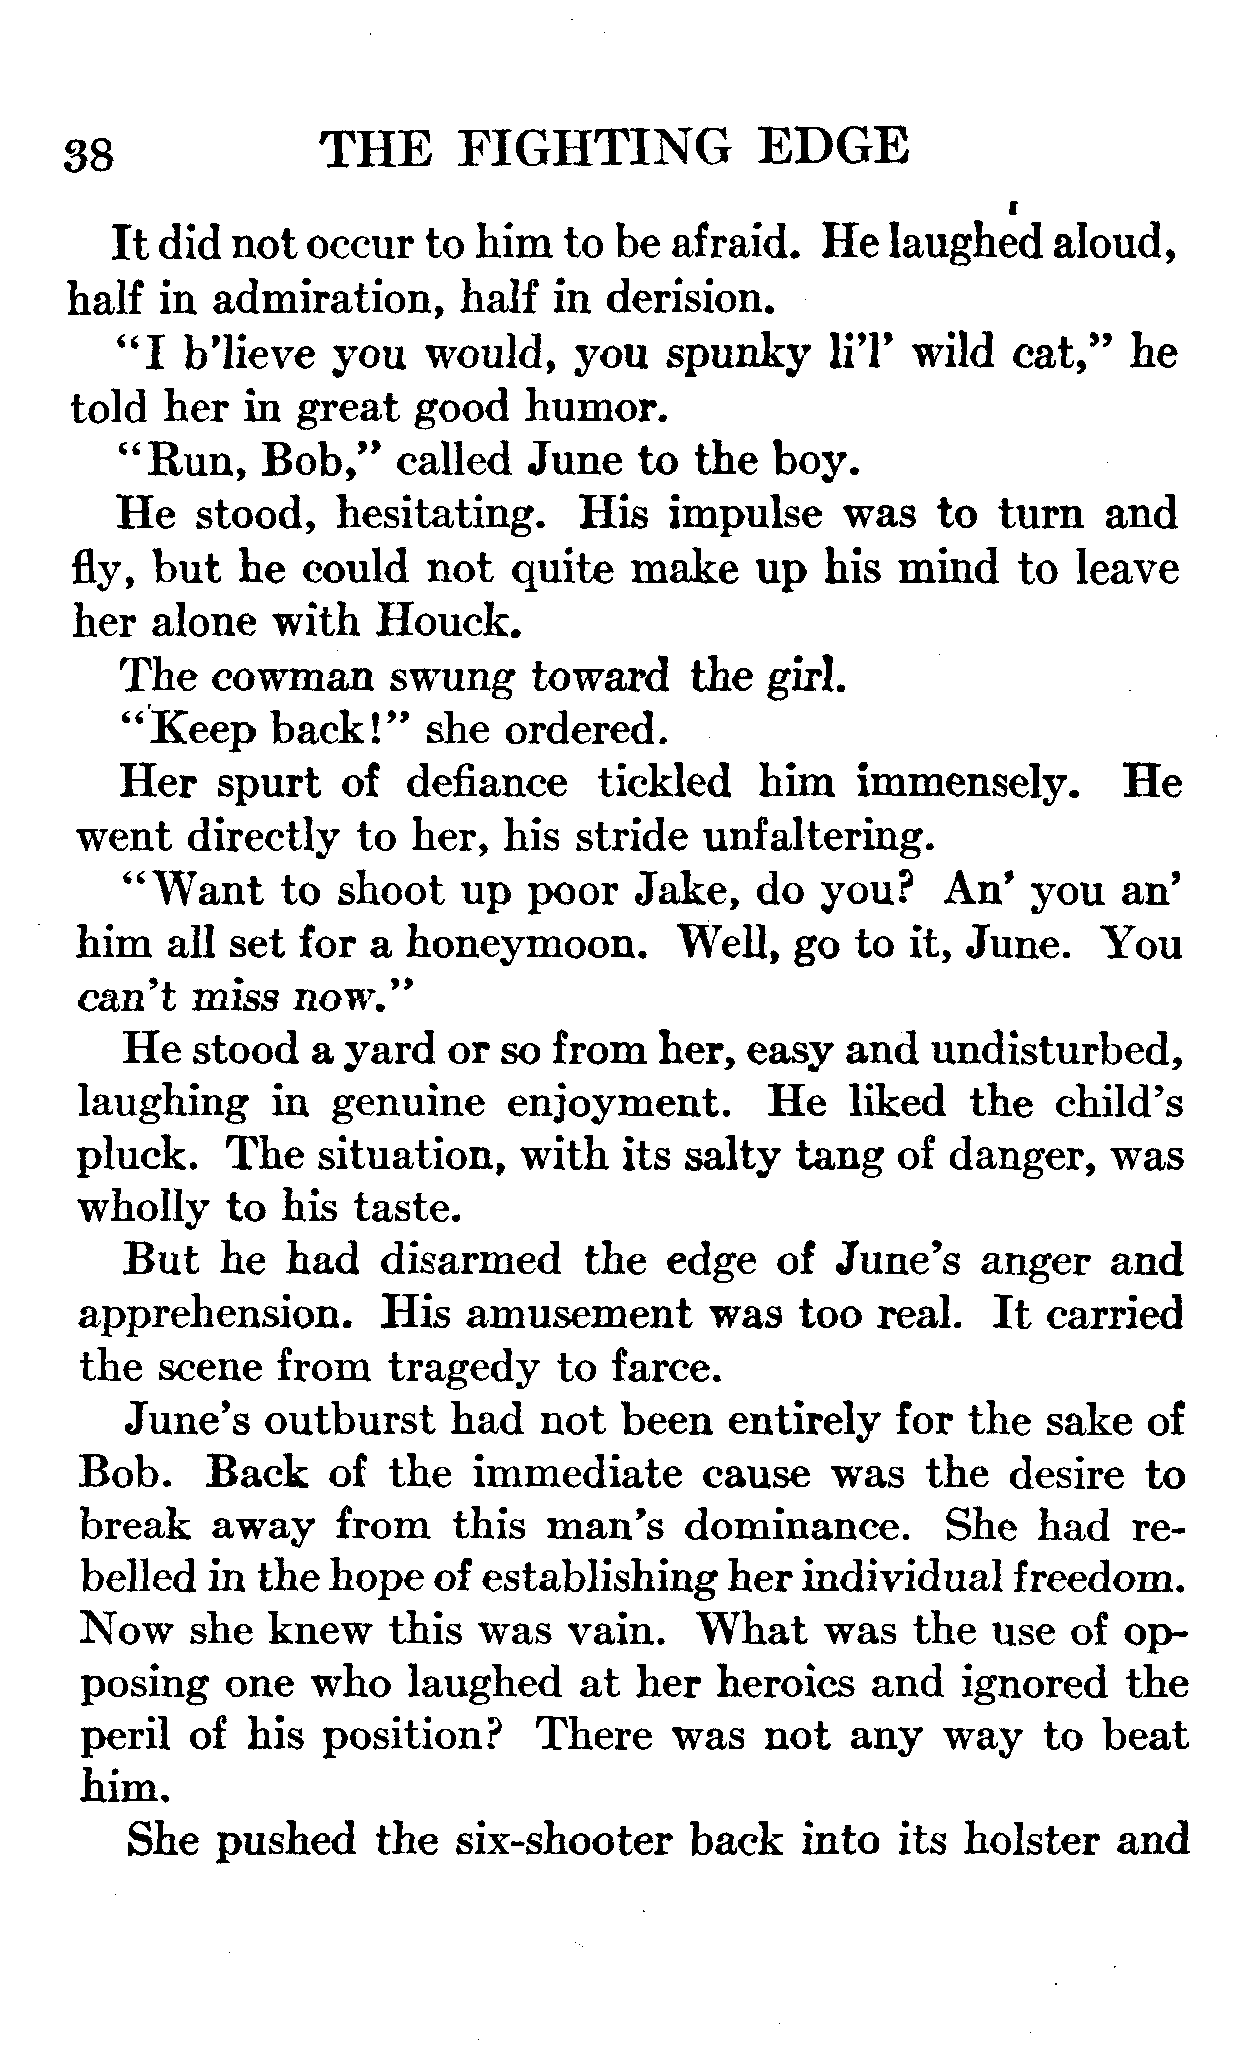 38 THE FIGHTING EDGE
It did not occur to him to be afraid. He laughed aloud,
half in admiration, half in derision.
“I b’lieve you would, you spunky li’l’ wild cat,” he
told her in great good humor.
“Run, Bob,” called June to the boy.
He stood, hesitating. His impulse was to turn and
fly, but he could not quite make up his mind to leave
her alone with Houck.
The cowman swung toward the girl.
“Keep back!” she ordered.
Her spurt of defiance tickled him immensely. He
went directly to her, his stride unfaltering.
“Want to shoot up poor Jake, do you? An’ you an’
him all set for a honeymoon. Well, go to it, June. You
can’t miss now.”
He stood a yard or so from her, easy and undisturbed,
laughing in genuine enjoyment. He liked the child’s
pluck. The situation, with its salty tang of danger, was
wholly to his taste.
But he had disarmed the edge of June’s anger and
apprehension. His amusement was too real. It carried
the scene from tragedy to farce.
June’s outburst had not been entirely for the sake of
Bob. Back of the immediate cause was the desire to
break away from this man’s dominance. She had re-
belled in the hope of establishing her individual freedom.
Now she knew this was vain. What was the use of op-
posing one who laughed at her heroics and ignored the
peril of his position? There was not any way to beat
him.
She pushed the six-shooter back into its holster and